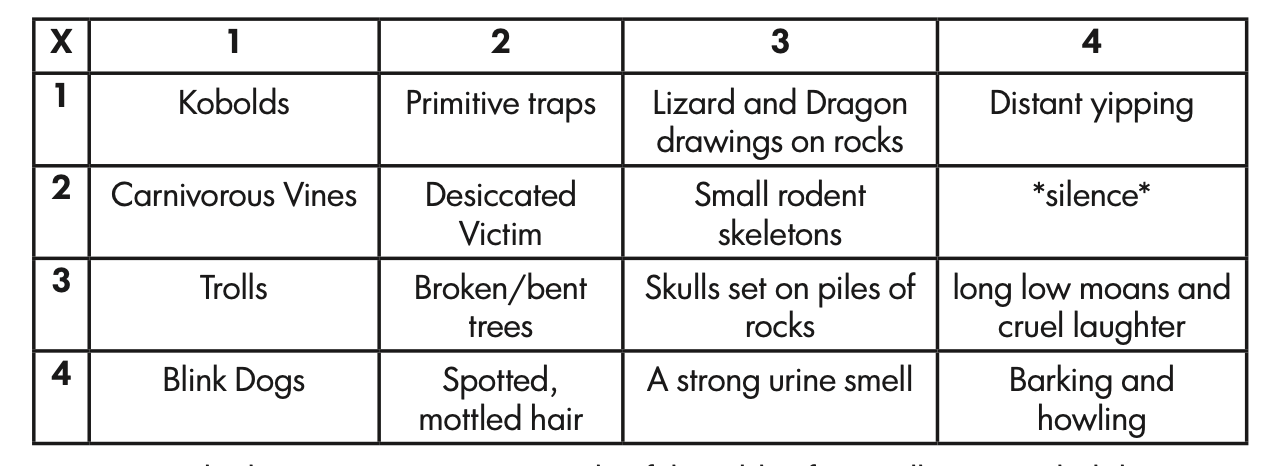 X 1 2 3 4
1 Kobolds Primitive traps Lizard and Dragon Distant yipping
drawings on rocks
2 Carnivorous Vines Desiccated Small rodent *silence*
Victim skeletons
3 Trolls Broken/bent Skulls set on piles of long low moans and
trees rocks cruel laughter
4 Blink Dogs Spotted, A strong urine smell Barking and
mottled hair howling